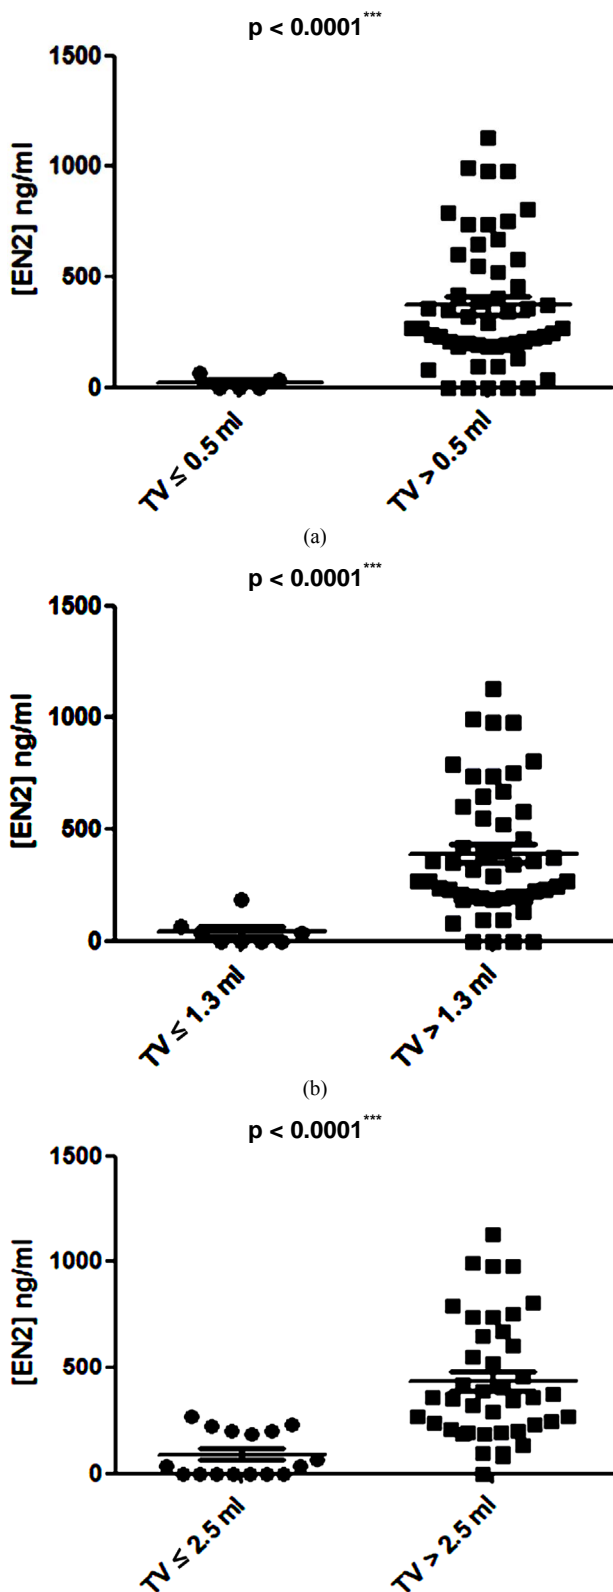 p < 0.0001***
1500
1000
500
0
[EN2] ng/ml
TV ≤ 0.5 ml
TV > 0.5 ml
(a)
p < 0.0001***
1500
1000
500
0
[EN2] ng/ml
TV ≤ 1.3 ml
TV > 1.3 ml
(b)
p < 0.0001***
1500
1000
500
0
[EN2] ng/ml
TV ≤ 2.5 ml
TV > 2.5 ml